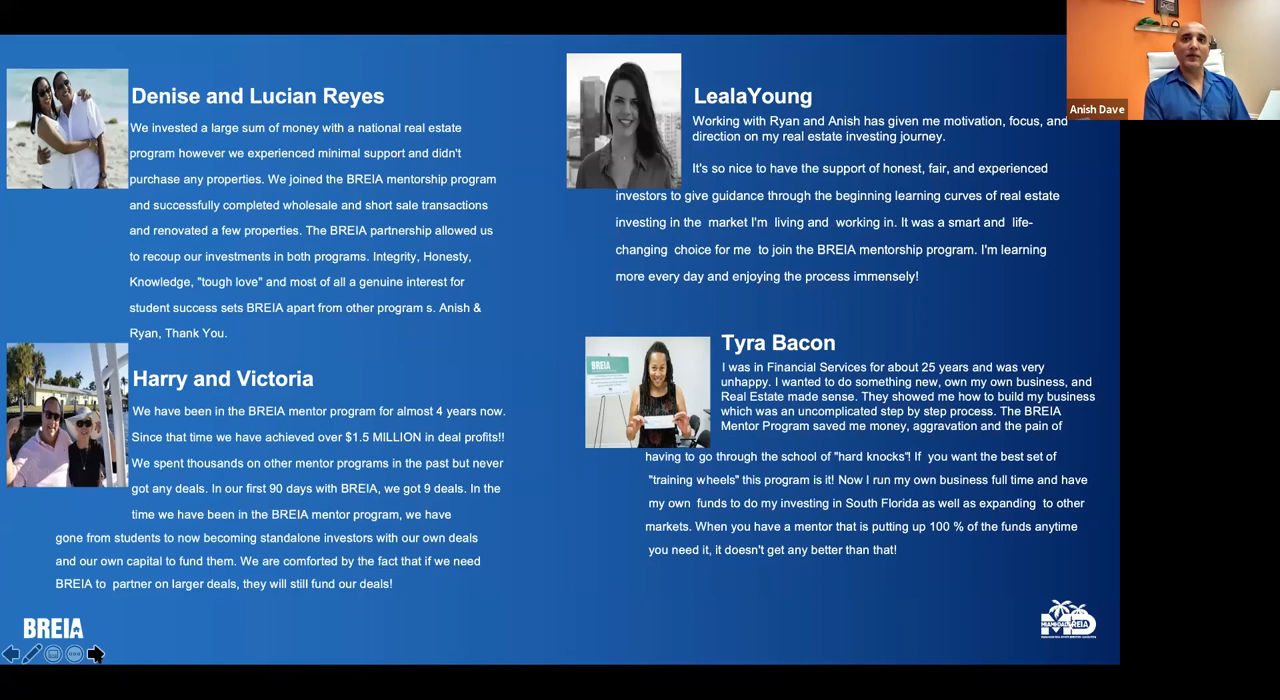 Denise and Lucian Reyes
We invested a large sum of money with a national real estate
program however we experienced minimal support and didn't
purchase any properties. We joined the BREIA mentorship program
and successfully completed wholesale and short sale transactions
and renovated a few properties. The BREIA partnership allowed us
to recoup our investments in both programs. Integrity, Honesty,
Knowledge, "tough love" and most of all a genuine interest for
student success sets BREIA apart from other program s. Anish &
Ryan, Thank You.
Harry and Victoria
We have been in the BREIA mentor program for almost 4 years now.
Since that time we have achieved over $1.5 MILLION in deal profits!!
We spent thousands on other mentor programs in the past but never
got any deals. In our first 90 days with BREIA, we got 9 deals. In the
time we have been in the BREIA mentor program, we have
gone from students to now becoming standalone investors with our own deals
and our own capital to fund them. We are comforted by the fact that if we need
BREIA to partner on larger deals, they will still fund our deals!
BREIA
LealaYoung
Working with Ryan and Anish has given me motivation, focus, and
direction on my real estate investing journey.
It's so nice to have the support of honest, fair, and experienced
investors to give guidance through the beginning learning curves of real estate
investing in the market I'm living and working in. It was a smart and life-
changing choice for me to join the BREIA mentorship program. I'm learning
more every day and enjoying the process immensely!
Tyra Bacon
BREIA
I was in Financial Services for about 25 years and was very
unhappy. I wanted to do something new, own my own business, and
Real Estate made sense. They showed me how to build my business
which was an uncomplicated step by step process. The BREIA
Mentor Program saved me money, aggravation and the pain of
having to go through the school of "hard knocks"! If you want the best set of
"training wheels" this program is it! Now I run my own business full time and have
my own funds to do my investing in South Florida as well as expanding to other
markets. When you have a mentor that is putting up 100 % of the funds anytime
you need it, it doesn't get any better than that!
Anish Dave